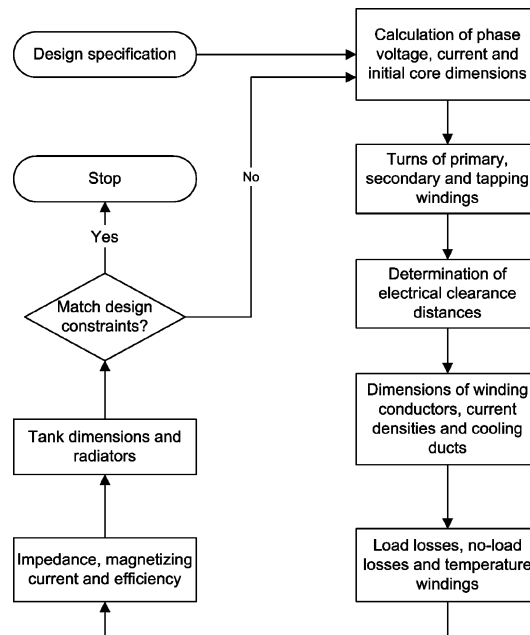 Design specification
Calculation of phase
voltage, current and
initial core dimensions
Turns of primary,
secondary and tapping
windings
Determination of
electrical clearance
distances
Dimensions of winding
conductors, current
densities and cooling
ducts
Load losses, no-load
losses and temperature
windings
Impedance, magnetizing
current and efficiency
Tank dimensions and
radiators
Match design
constraints?
Yes
No
Stop